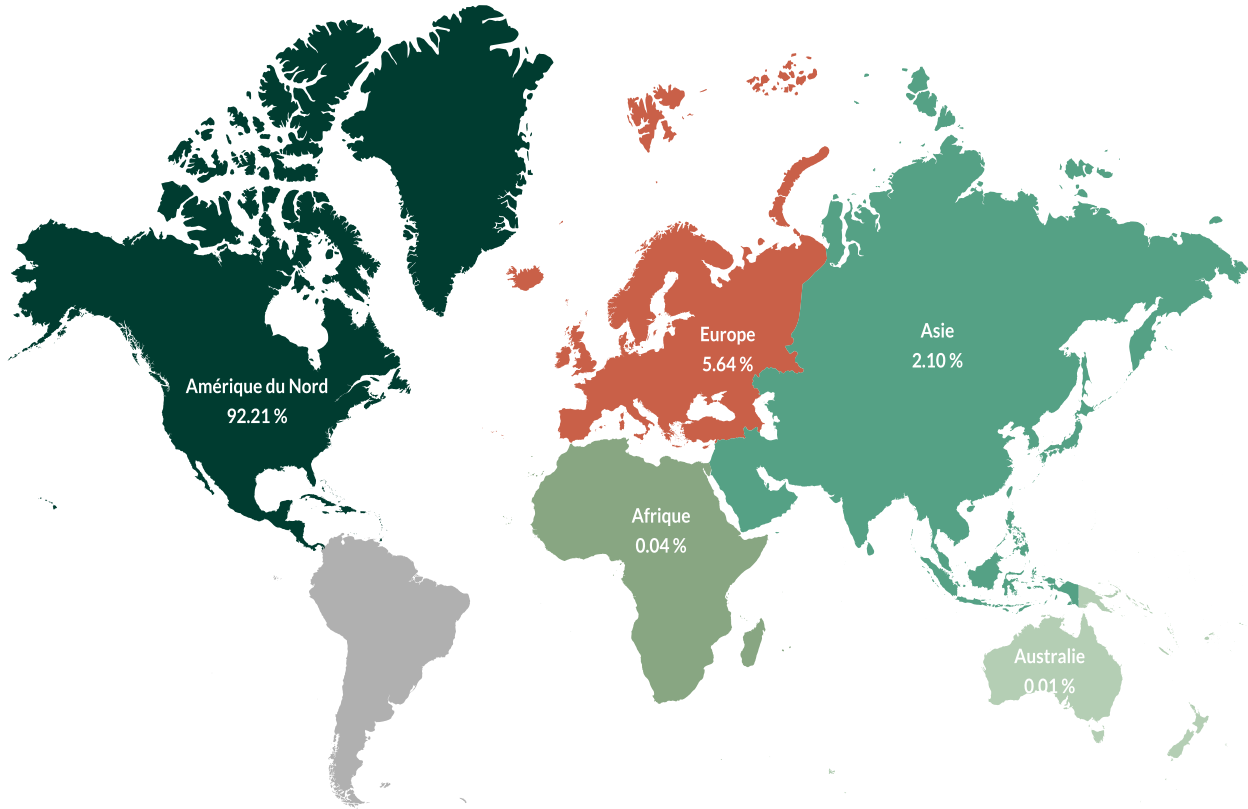 Amérique du Nord
92.21 %
Europe
5.64 %
Asie
2.10 %
Afrique
0.04 %
Australie
0.01 %